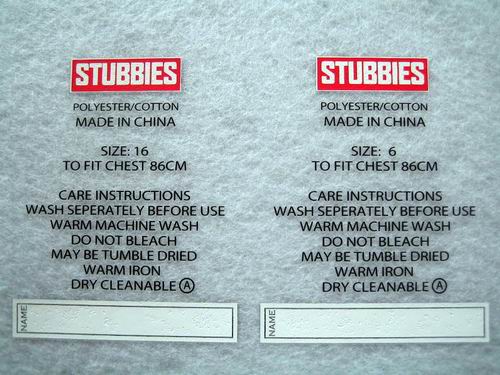 STUBBIES
POLYESTER/COTTON
MADE IN CHINA
SIZE: 16
TO FIT CHEST 86CM
CARE INSTRUCTIONS
WASH SEPERATELY BEFORE USE
WARM MACHINE WASH
DO NOT BLEACH
MAY BE TUMBLE DRIED
WARM IRON
DRY CLEANABLE Ⓐ
NAME
STUBBIES
POLYESTER/COTTON
MADE IN CHINA
SIZE: 6
TO FIT CHEST 86CM
CARE INSTRUCTIONS
WASH SEPERATELY BEFORE USE
WARM MACHINE WASH
DO NOT BLEACH
MAY BE TUMBLE DRIED
WARM IRON
DRY CLEANABLE Ⓐ
NAME